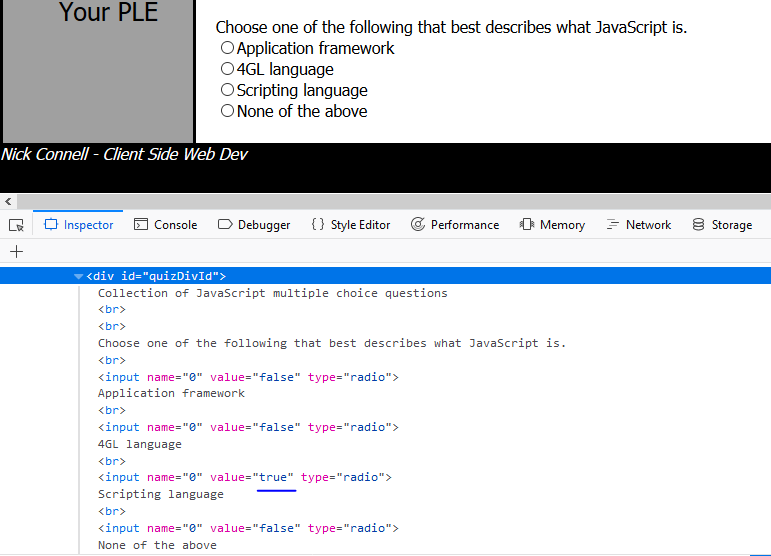 Your PLE
Choose one of the following that best describes what JavaScript is.
Application framework
4GL language
Scripting language
None of the above
Nick Connell - Client Side Web Dev
Inspector Console Debugger {} Style Editor Performance Memory Network Storage
+
<div id="quizDivId">
Collection of JavaScript multiple choice questions
<br>
<br>
Choose one of the following that best describes what JavaScript is.
<br>
<input name="0" value="false" type="radio">
Application framework
<br>
<input name="0" value="false" type="radio">
4GL language
<br>
<input name="0" value="true" type="radio">
Scripting language
<br>
<input name="0" value="false" type="radio">
None of the above